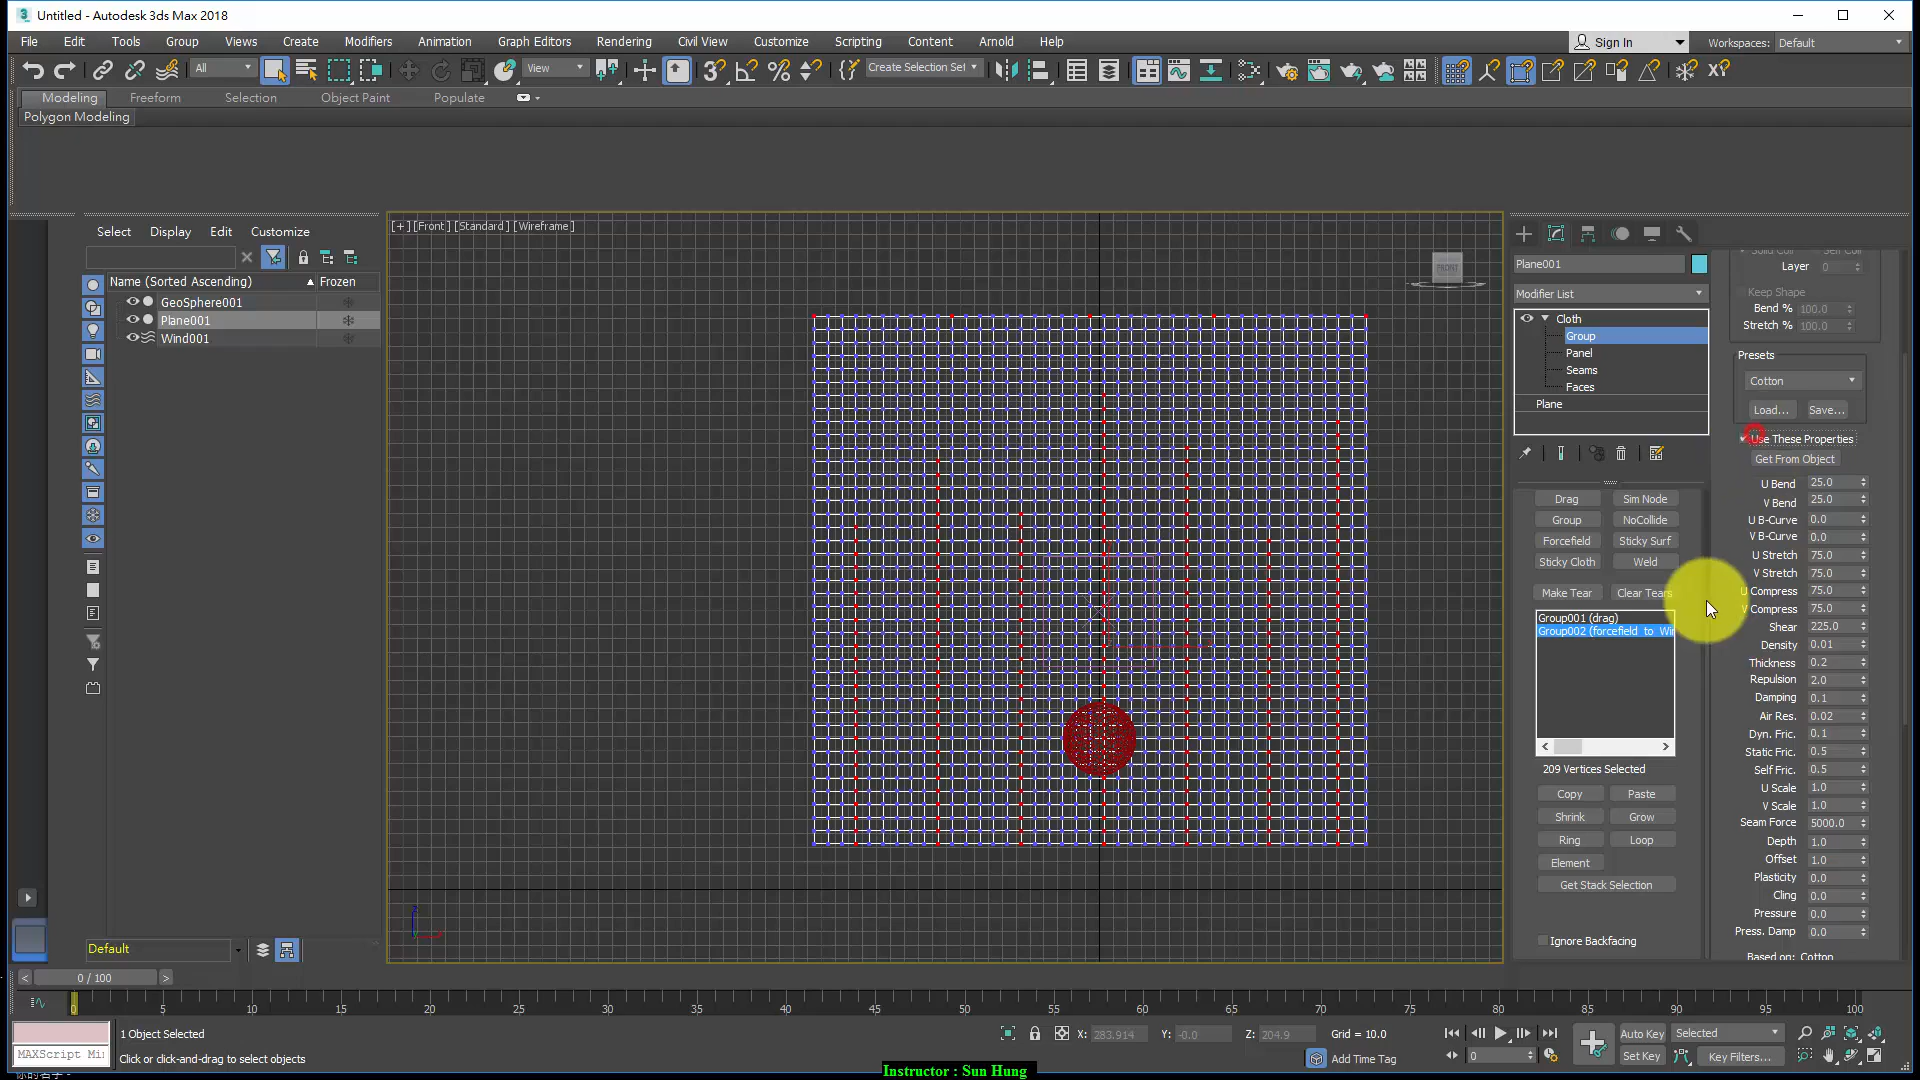 Untitled - Autodesk 3ds Max 2018
File Edit Tools Group Views Create Modifiers Animation Graph Editors Rendering Civil View Customize Scripting Content Arnold Help
Sign In
Workspaces: Default
All
View
Create Selection Set
Modeling Freeform Selection Object Paint Populate
Polygon Modeling
Select Display Edit Customize
Name (Sorted Ascending) Frozen
GeoSphere001
Plane001
Wind001
Default
[+] [Front] [Standard] [Wireframe]
FRONT
Plane001
Modifier List
Cloth
Group
Panel
Seams
Faces
Plane
Drag Sim Node
Group NoCollide
Forcefield Sticky Surf
Sticky Cloth Weld
Make Tear Clear Tears
Group001 (drag)
Group002 (forcefield to Win
209 Vertices Selected
Copy Paste
Shrink Grow
Ring Loop
Element
Get Stack Selection
Ignore Backfacing
Layer 0
Keep Shape
Bend % 100.0
Stretch % 100.0
Presets
Cotton
Load... Save...
Use These Properties
Get From Object
U Bend 25.0
V Bend 25.0
U B-Curve 0.0
V B-Curve 0.0
U Stretch 75.0
V Stretch 75.0
U Compress 75.0
V Compress 75.0
Shear 225.0
Density 0.01
Thickness 0.2
Repulsion 2.0
Damping 0.1
Air Res. 0.02
Dyn. Fric. 0.1
Static Fric. 0.5
Self Fric. 0.5
U Scale 1.0
V Scale 1.0
Seam Force 5000.0
Depth 1.0
Offset 1.0
Plasticity 0.0
Cling 0.0
Pressure 0.0
Press. Damp 0.0
Based on: Cotton
0 / 100
0 5 10 15 20 25 30 35 40 45 50 55 60 65 70 75 80 85 90 95 100
1 Object Selected
X: 283.914 Y: -0.0 Z: 204.9 Grid = 10.0
Auto Key Selected
MAXScript Mi
Click or click-and-drag to select objects
Add Time Tag
0
Set Key Key Filters...
Instructor : Sun Hung